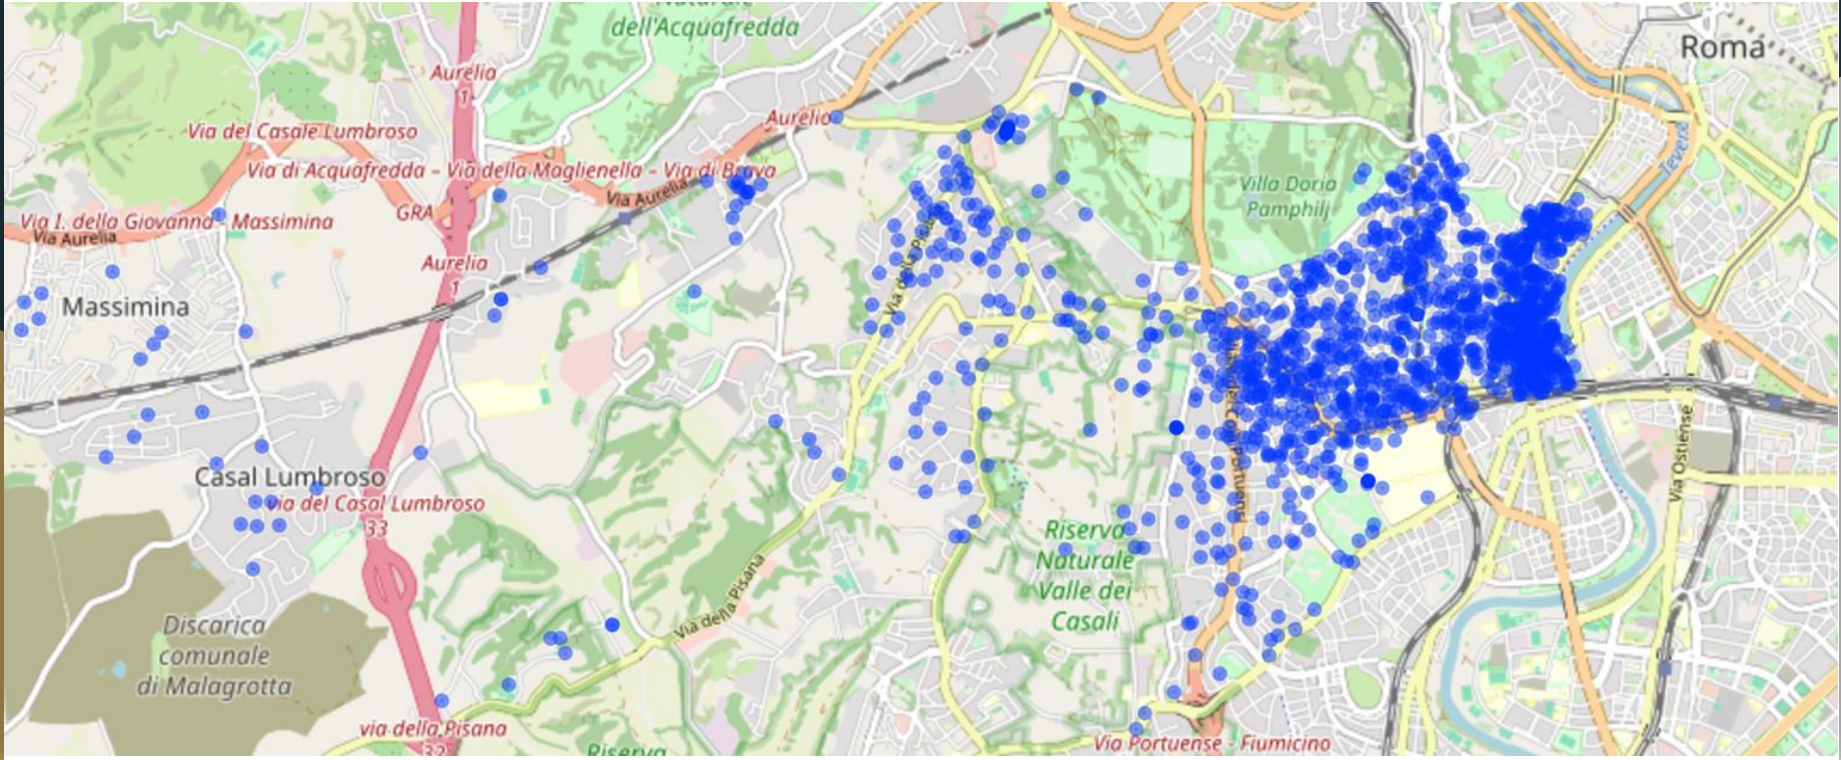 Naturale
dell'Acquafredda
Roma
Aurelia
1
Aurelio
Via del Casale Lumbroso
Via di Acquafredda – Via della Maglienella – Via di Brava
Tevere
Villa Doria
Pamphilj
Via Aurelia
GRA
Via I. della Giovanna - Massimina
Via Aurelia
Aurelia
1
Massimina
Via Ostiense
Casal Lumbroso
via del Casal Lumbroso
33
Riserva
Naturale
Valle dei
Casali
Via della Pisana
Discarica
comunale
di Malagrotta
via della Pisana
32
Riserva
Via Portuense - Fiumicino